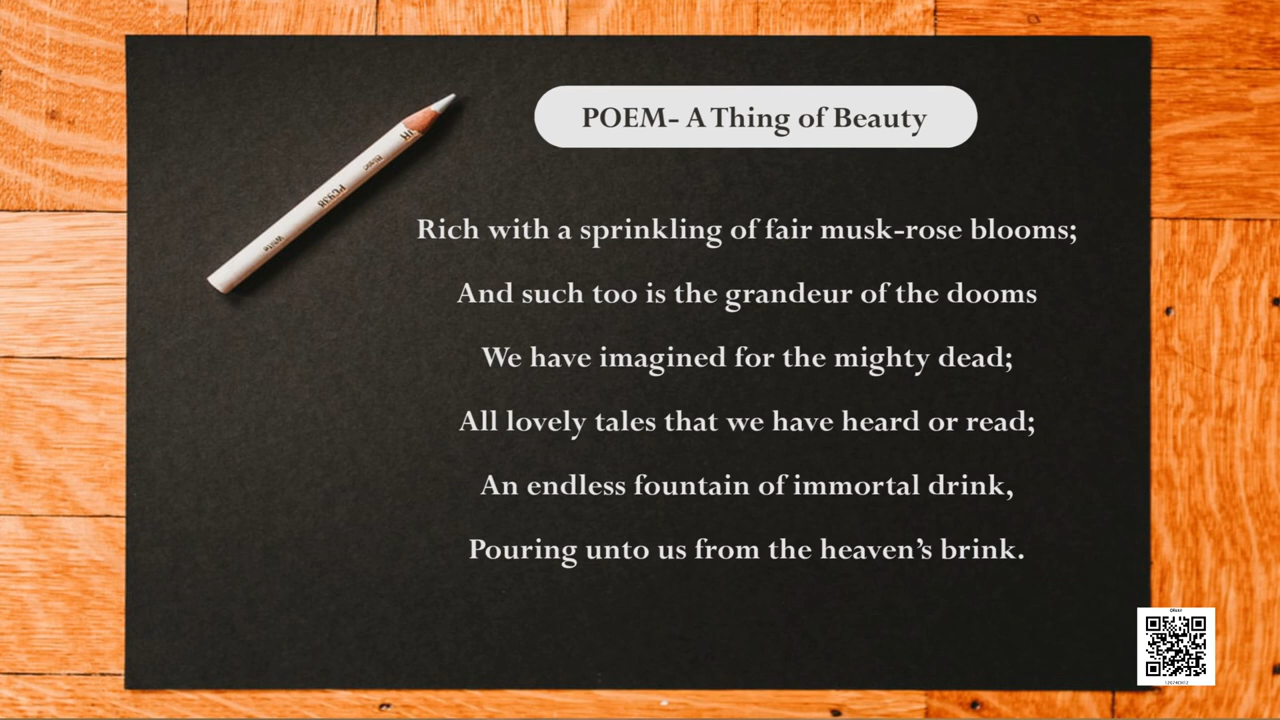 POEM- A Thing of Beauty
Rich with a sprinkling of fair musk-rose blooms;
And such too is the grandeur of the dooms
We have imagined for the mighty dead;
All lovely tales that we have heard or read;
An endless fountain of immortal drink,
Pouring unto us from the heaven's brink.
White